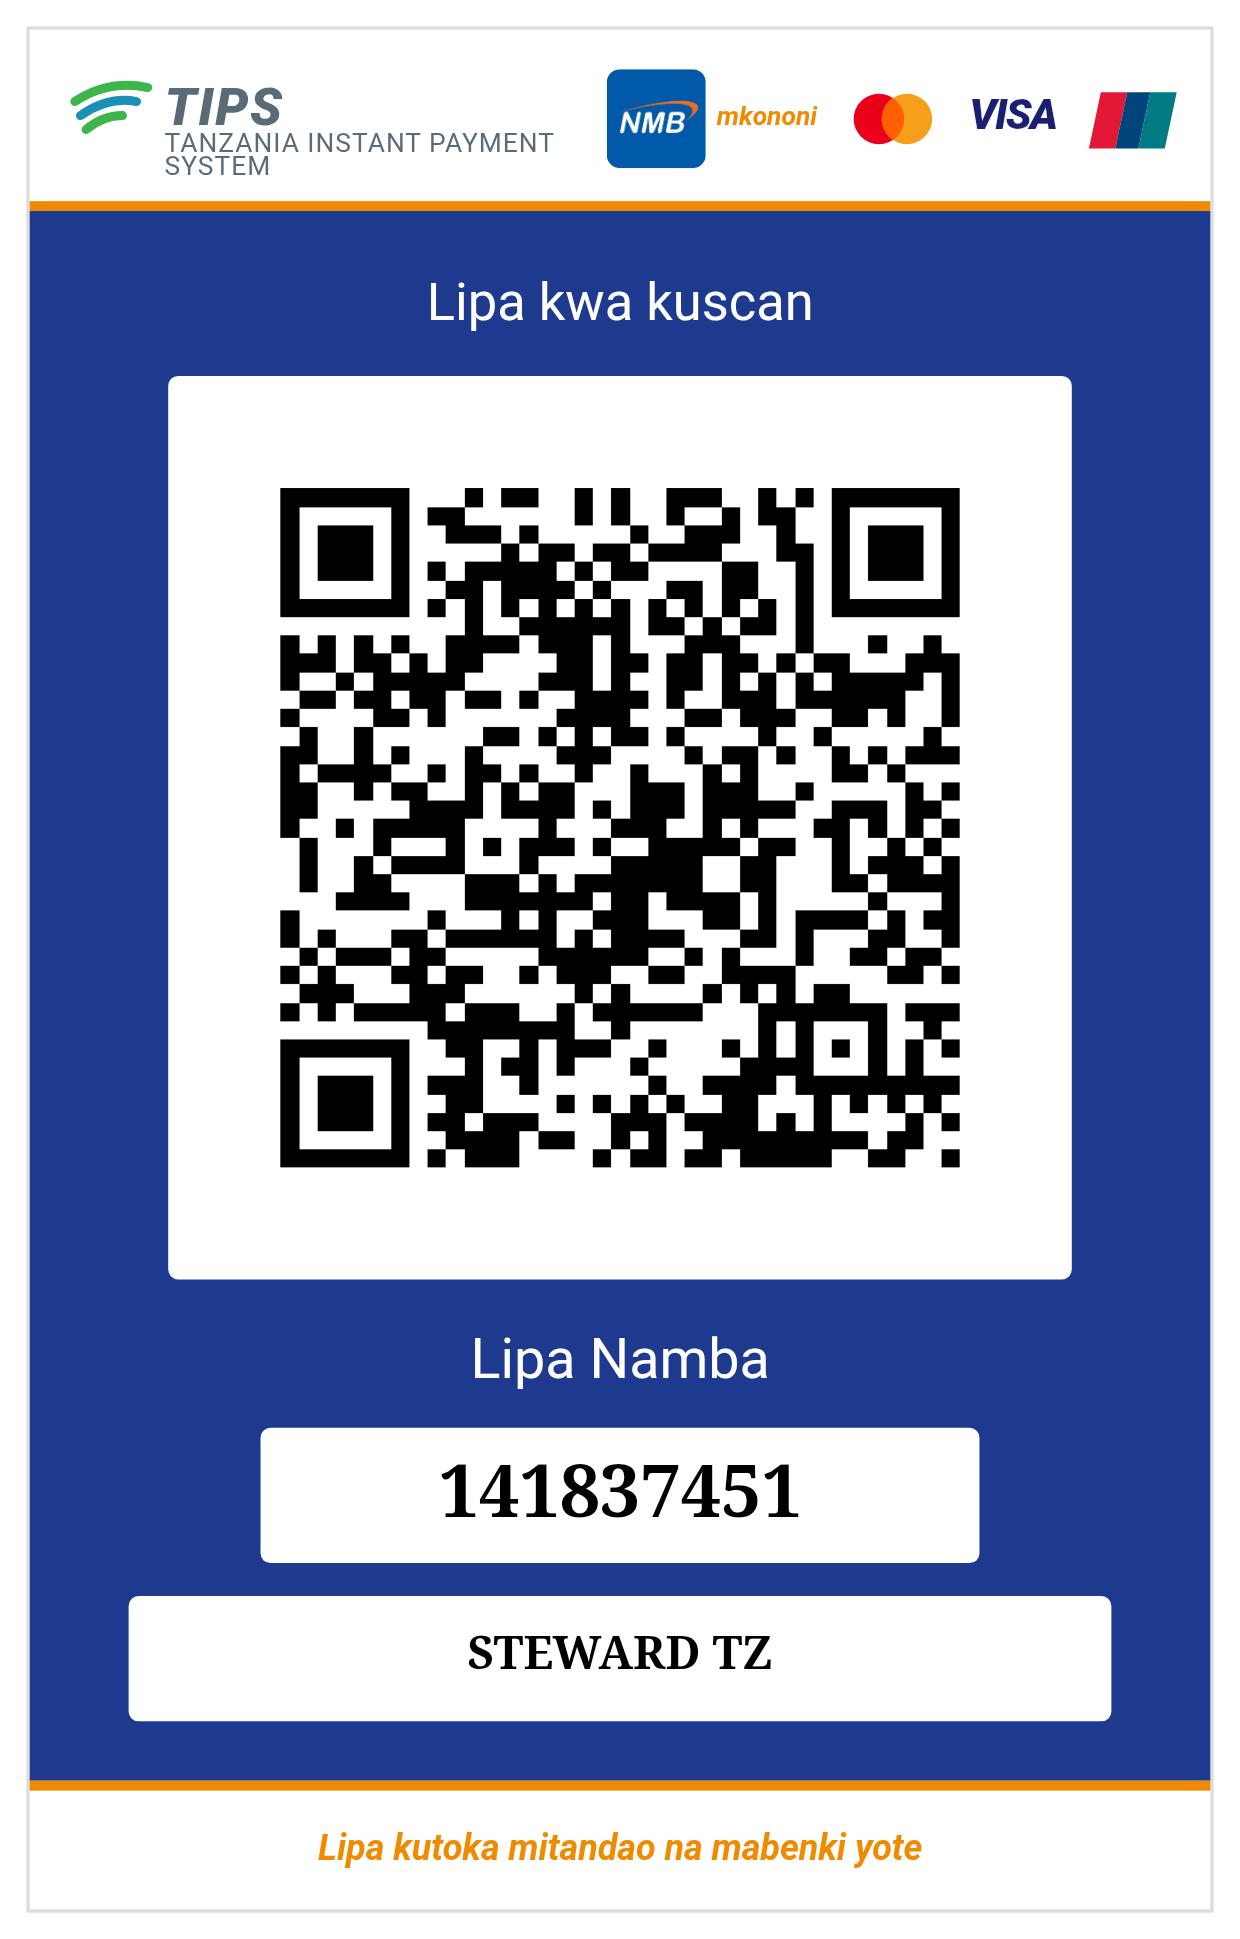 TIPS
TANZANIA INSTANT PAYMENT
SYSTEM
NMB
mkononi
VISA
Lipa kwa kuscan
Lipa Namba
141837451
STEWARD TZ
Lipa kutoka mitandao na mabenki yote